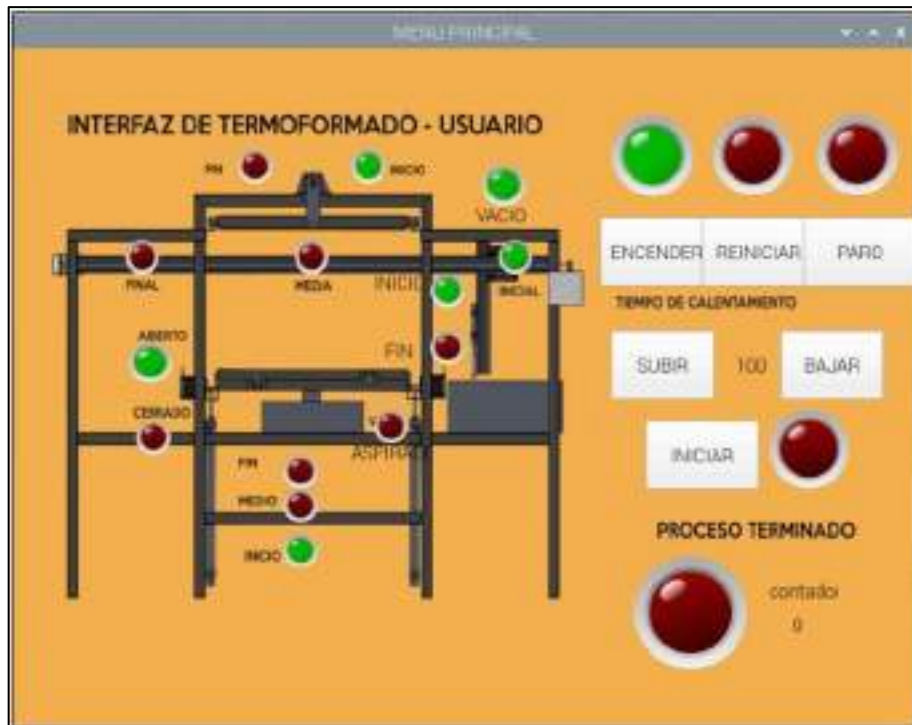 MENU PRINCIPAL
INTERFAZ DE TERMOFORMADO - USUARIO
FIN
INICIO
VACIO
ENCENDER
REINICIAR
PARO
FINAL
MEDIA
INICIO
INICIAL
TIEMPO DE CALENTAMIENTO
ABIERTO
FIN
SUBIR
100
BAJAR
CERRADO
INICIAR
FIN
MEDIO
PROCESO TERMINADO
INICIO
contador
0